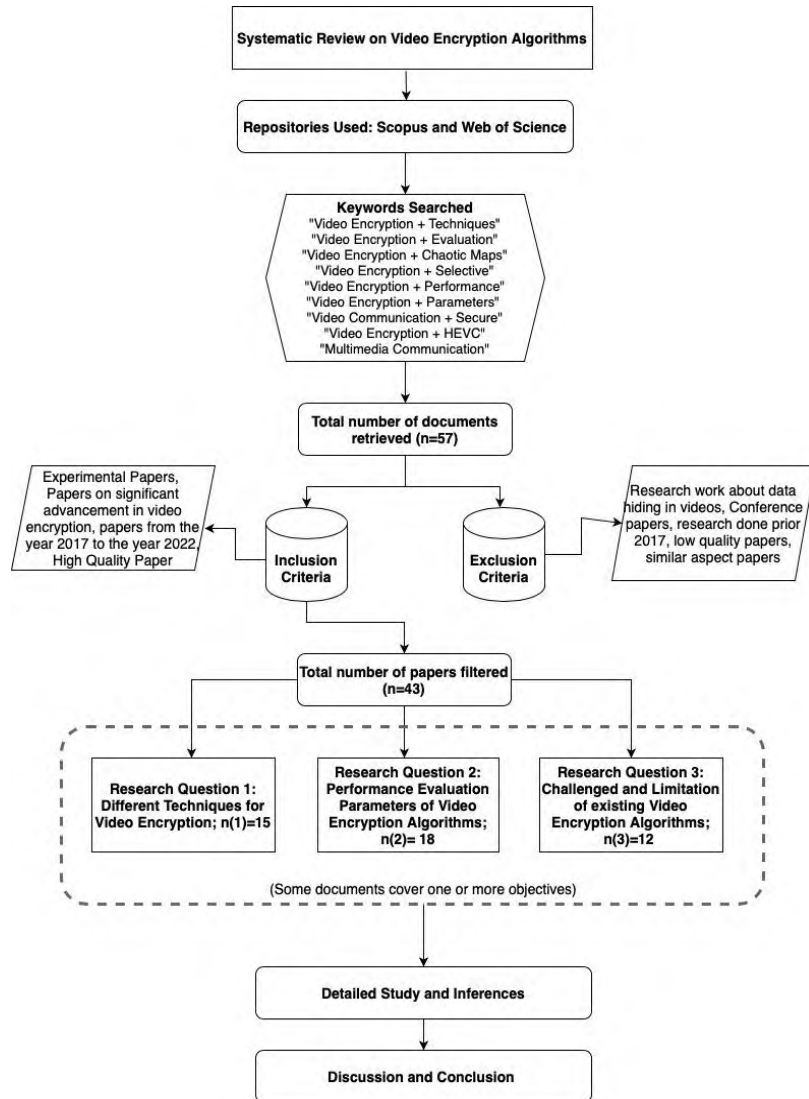 Systematic Review on Video Encryption Algorithms
Repositories Used: Scopus and Web of Science
Keywords Searched
"Video Encryption + Techniques"
"Video Encryption + Evaluation"
"Video Encryption + Chaotic Maps"
"Video Encryption + Selective"
"Video Encryption + Performance"
"Video Encryption + Parameters"
"Video Communication + Secure"
"Video Encryption + HEVC"
"Multimedia Communication"
Total number of documents
retrieved (n=57)
Experimental Papers,
Papers on significant
advancement in video
encryption, papers from the
year 2017 to the year 2022,
High Quality Paper
Inclusion
Criteria
Exclusion
Criteria
Research work about data
hiding in videos, Conference
papers, research done prior
2017, low quality papers,
similar aspect papers
Total number of papers filtered
(n=43)
Research Question 1:
Different Techniques for
Video Encryption; n(1)=15
Research Question 2:
Performance Evaluation
Parameters of Video
Encryption Algorithms;
n(2)= 18
Research Question 3:
Challenged and Limitation
of existing Video
Encryption Algorithms;
n(3)=12
(Some documents cover one or more objectives)
Detailed Study and Inferences
Discussion and Conclusion